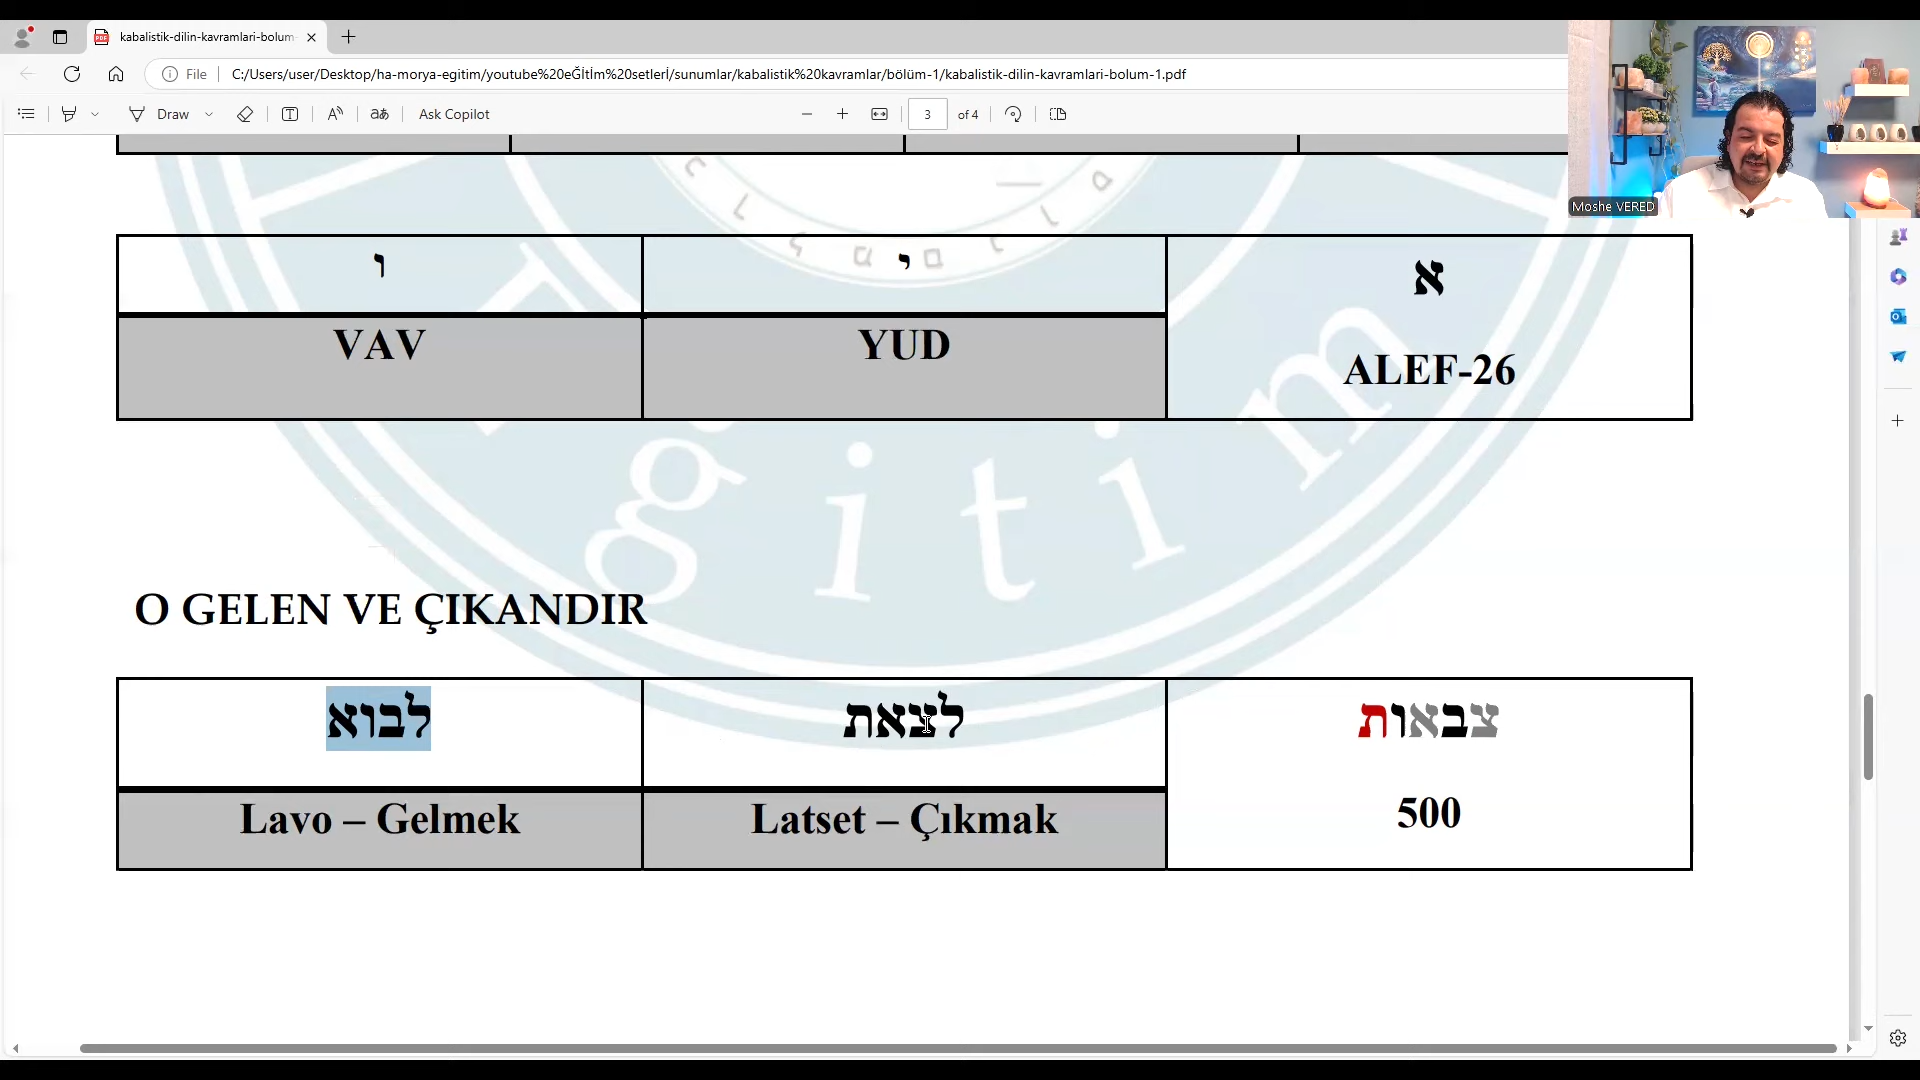 kabalistik-dilin-kavramlari-bolum-
File
C:/Users/user/Desktop/ha-morya-egitim/youtube%20eĞİtİm%20setlerİ/sunumlar/kabalistik%20kavramlar/bölüm-1/kabalistik-dilin-kavramlari-bolum-1.pdf
Draw
Ask Copilot
3 of 4
Moshe VERED
ו
י
א
VAV
YUD
ALEF-26
gitim
O GELEN VE ÇIKANDIR
לבוא
לצאת
צבאות
Lavo – Gelmek
Latset – Çıkmak
500